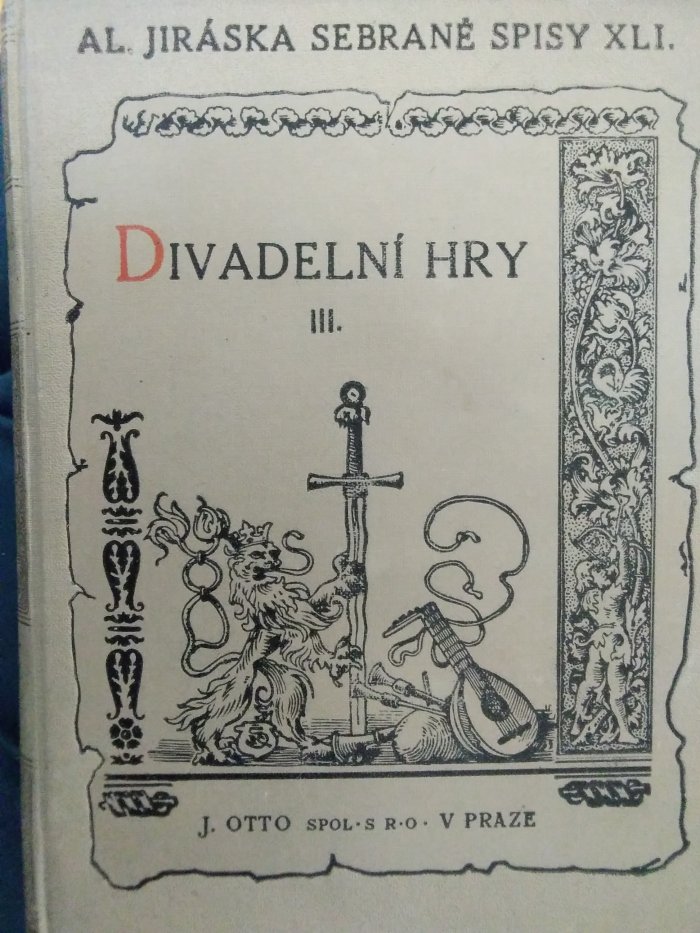 AL. JIRÁSKA SEBRANÉ SPISY XLI.
DIVADELNÍ HRY
III.
J. OTTO SPOL·S R·O· V PRAZE